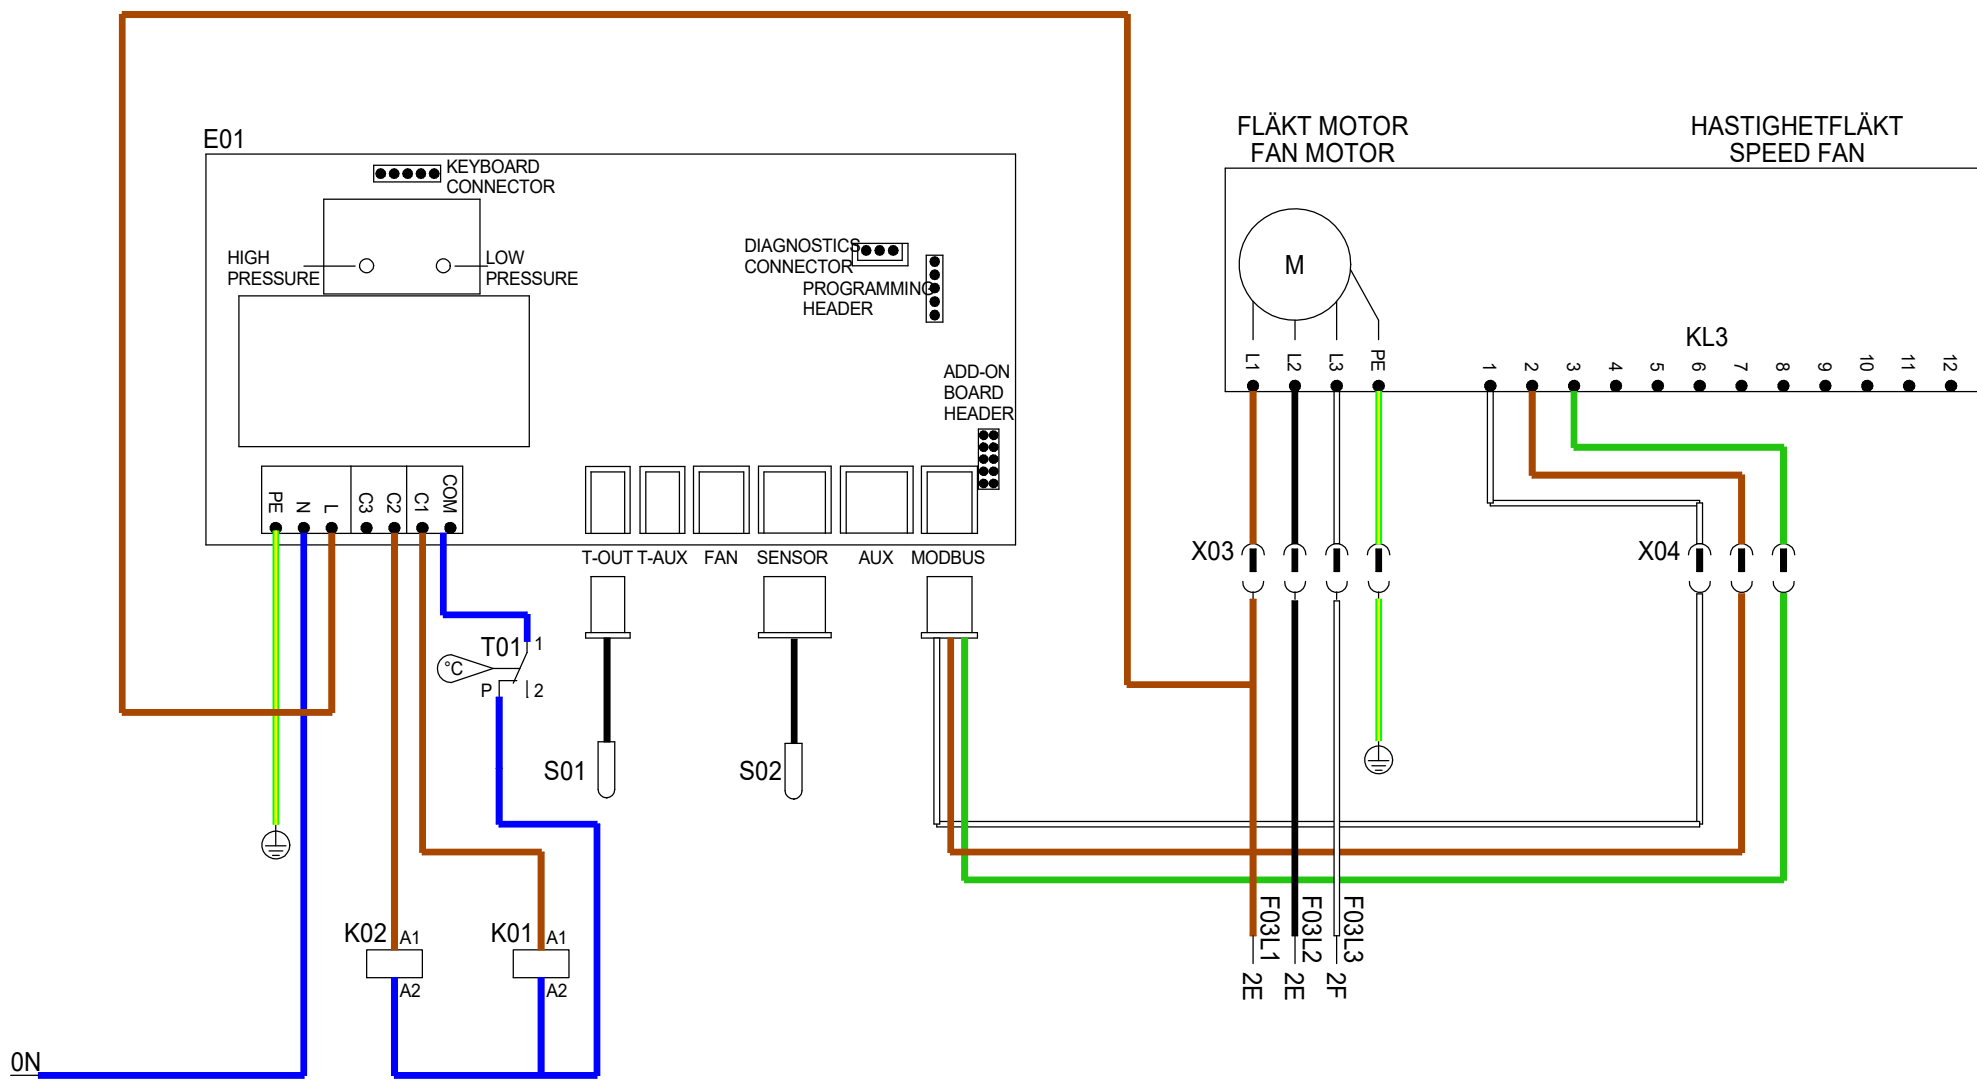 E01
KEYBOARD
CONNECTOR
HIGH
PRESSURE
LOW
PRESSURE
DIAGNOSTICS
CONNECTOR
PROGRAMMING
HEADER
ADD-ON
BOARD
HEADER
PE
N
L
C3
C2
C1
COM
T-OUT
T-AUX
FAN
SENSOR
AUX
MODBUS
T01
1
°C
P
2
S01
S02
K02
A1
A2
K01
A1
A2
0N
FLÄKT MOTOR
FAN MOTOR
HASTIGHETFLÄKT
SPEED FAN
M
L1
L2
L3
PE
KL3
1
2
3
4
5
6
7
8
9
10
11
12
X03
X04
F03L1
F03L2
F03L3
2E
2E
2F